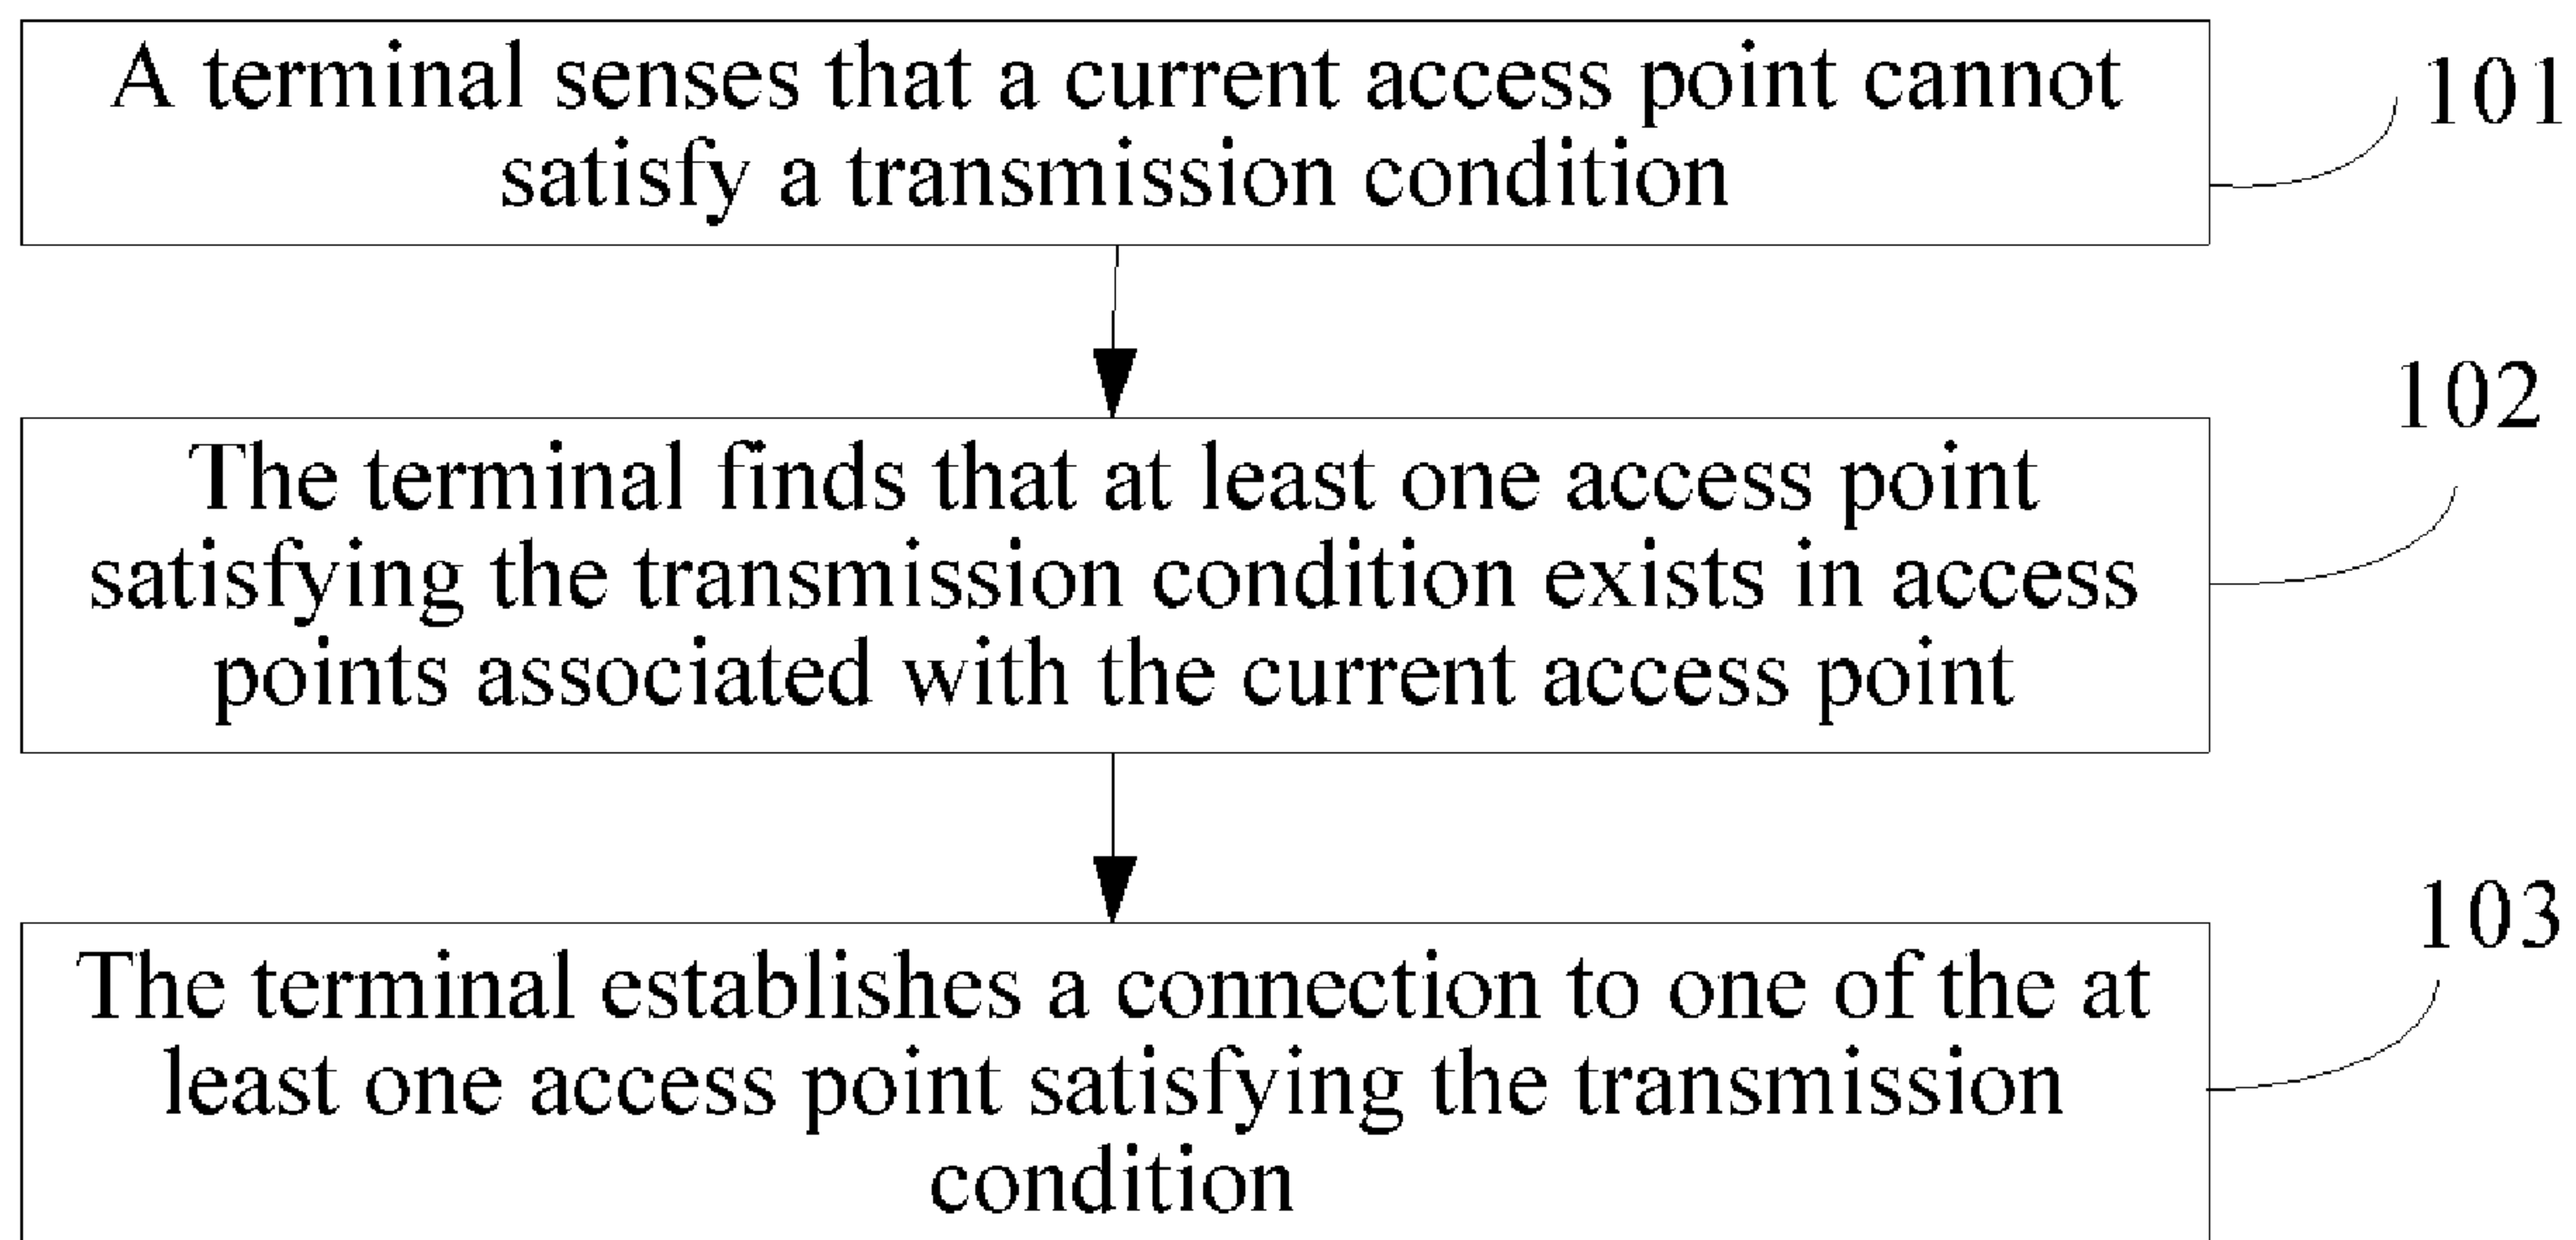 A terminal senses that a current access point cannot
satisfy a transmission condition
101
102
The terminal finds that at least one access point
satisfying the transmission condition exists in access
points associated with the current access point
103
The terminal establishes a connection to one of the at
least one access point satisfying the transmission
condition